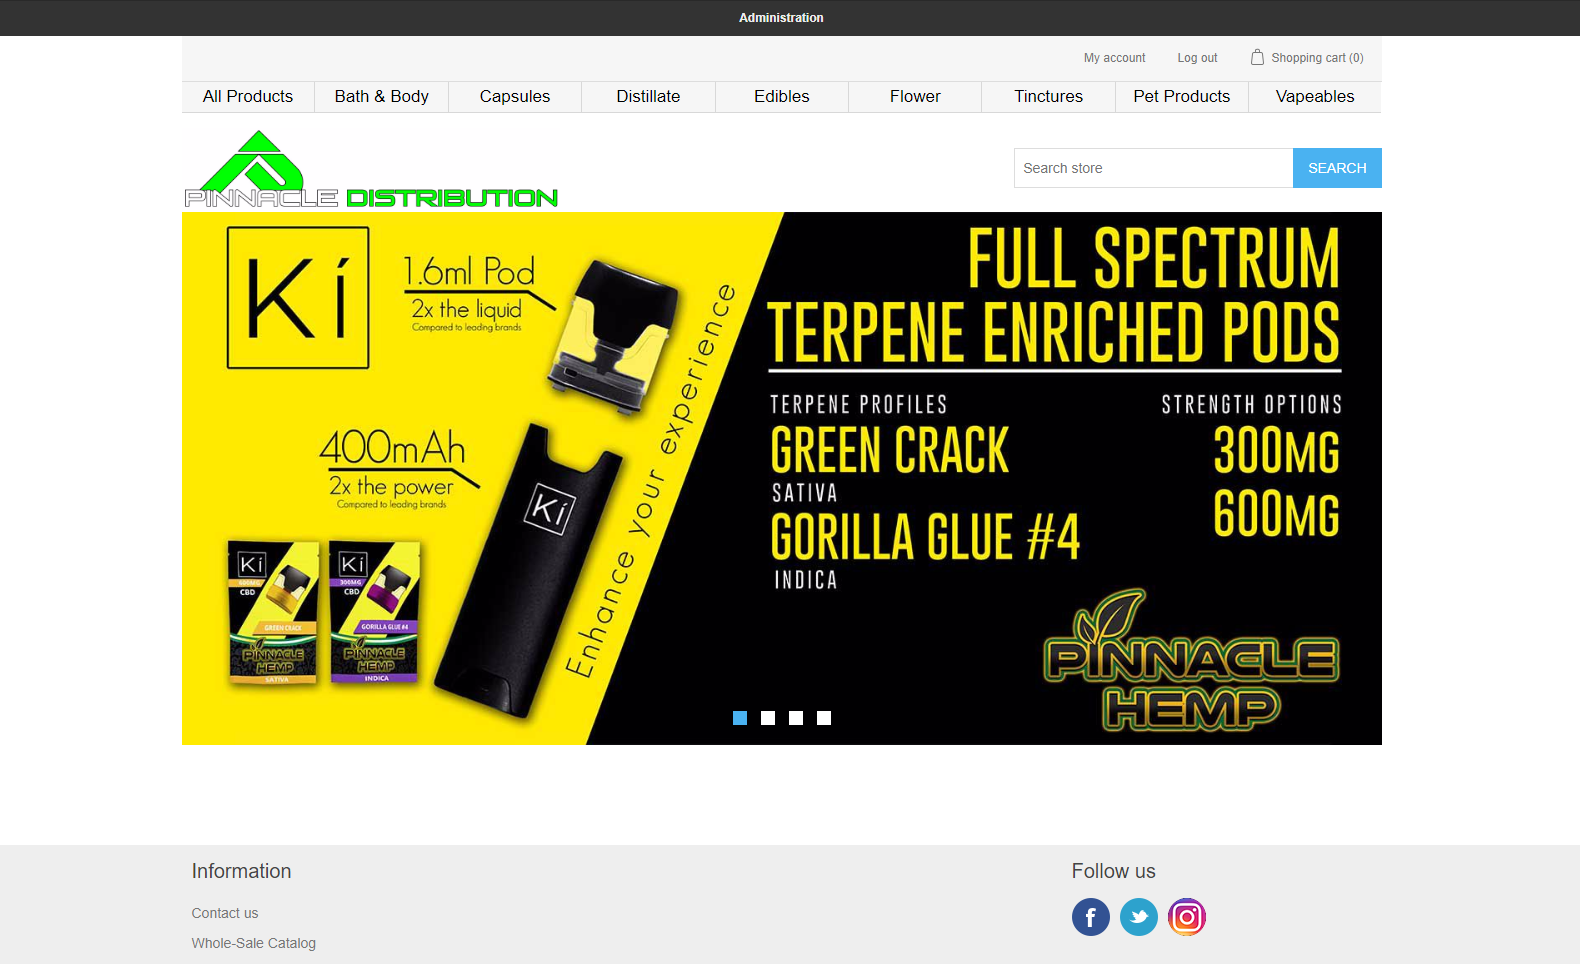 Administration
My account Log out Shopping cart (0)
All Products Bath & Body Capsules Distillate Edibles Flower Tinctures Pet Products Vapeables
PINNACLE DISTRIBUTION
Search store SEARCH
Kí
1.6ml Pod
2x the liquid
Compared to leading brands
400mAh
2x the power
Compared to leading brands
Kí
Enhance your experience
Kí
600MG
CBD
GREEN CRACK
PINNACLE
HEMP
SATIVA
Kí
300MG
CBD
GORILLA GLUE #4
PINNACLE
HEMP
INDICA
FULL SPECTRUM
TERPENE ENRICHED PODS
TERPENE PROFILES
GREEN CRACK
SATIVA
GORILLA GLUE #4
INDICA
STRENGTH OPTIONS
300MG
600MG
PINNACLE
HEMP
Information
Contact us
Whole-Sale Catalog
Follow us